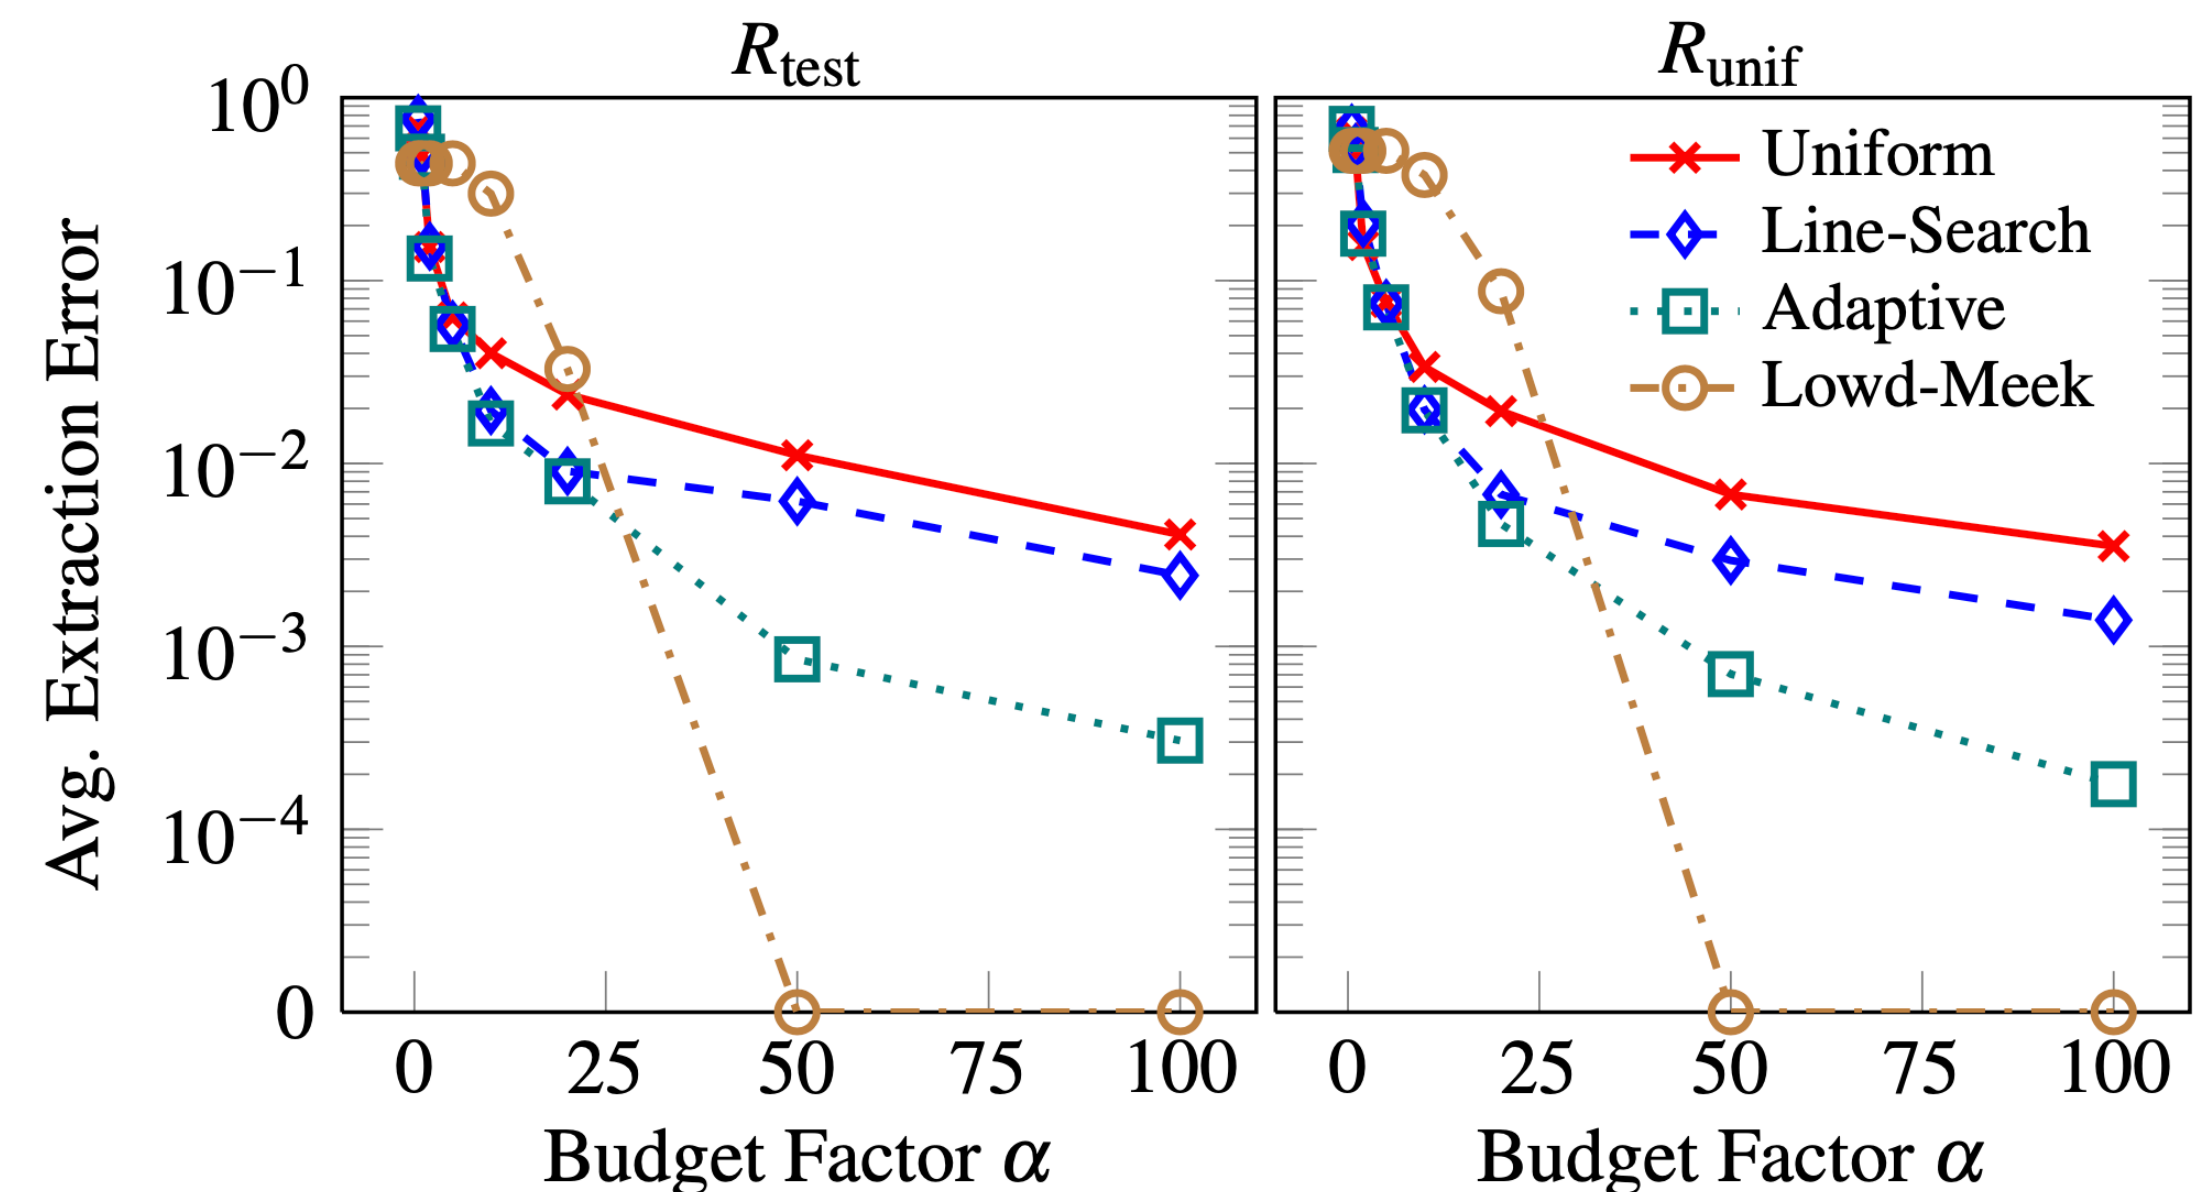 R_test
R_unif
Avg. Extraction Error
10^0
10^−1
10^−2
10^−3
10^−4
0
Uniform
Line-Search
Adaptive
Lowd-Meek
0 25 50 75 100
0 25 50 75 100
Budget Factor α
Budget Factor α